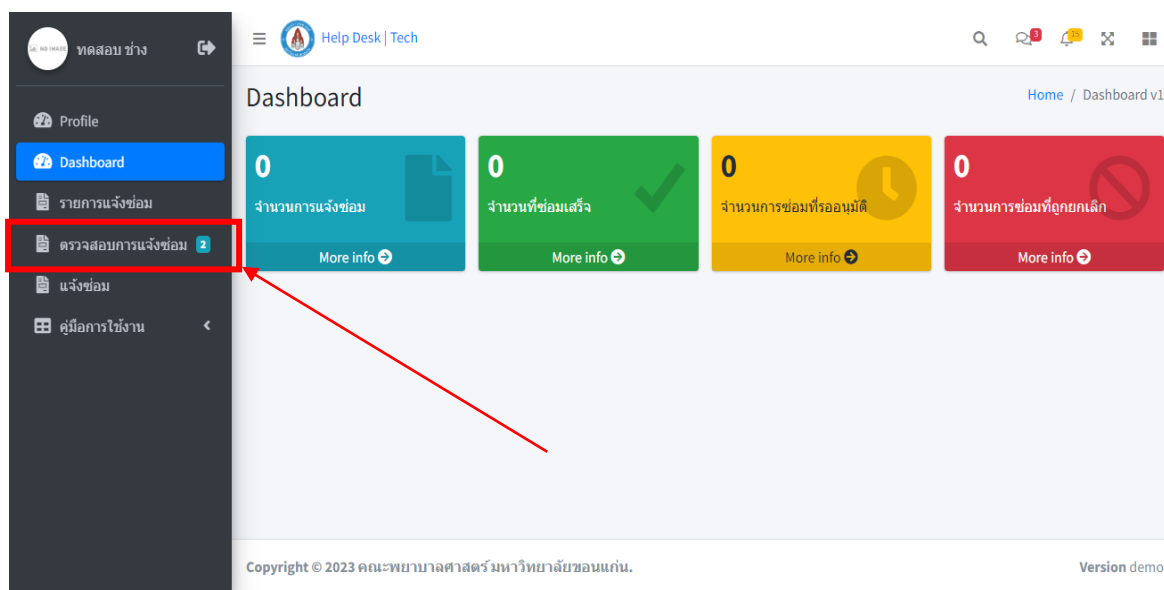 NO IMAGE
ทดสอบ ช่าง
Profile
Dashboard
รายการแจ้งซ่อม
ตรวจสอบการแจ้งซ่อม 2
แจ้งซ่อม
คู่มือการใช้งาน
Help Desk | Tech
3
15
Dashboard
Home / Dashboard v1
0
จำนวนการแจ้งซ่อม
More info
0
จำนวนที่ซ่อมเสร็จ
More info
0
จำนวนการซ่อมที่รออนุมัติ
More info
0
จำนวนการซ่อมที่ถูกยกเลิก
More info
Copyright © 2023 คณะพยาบาลศาสตร์ มหาวิทยาลัยขอนแก่น.
Version demo